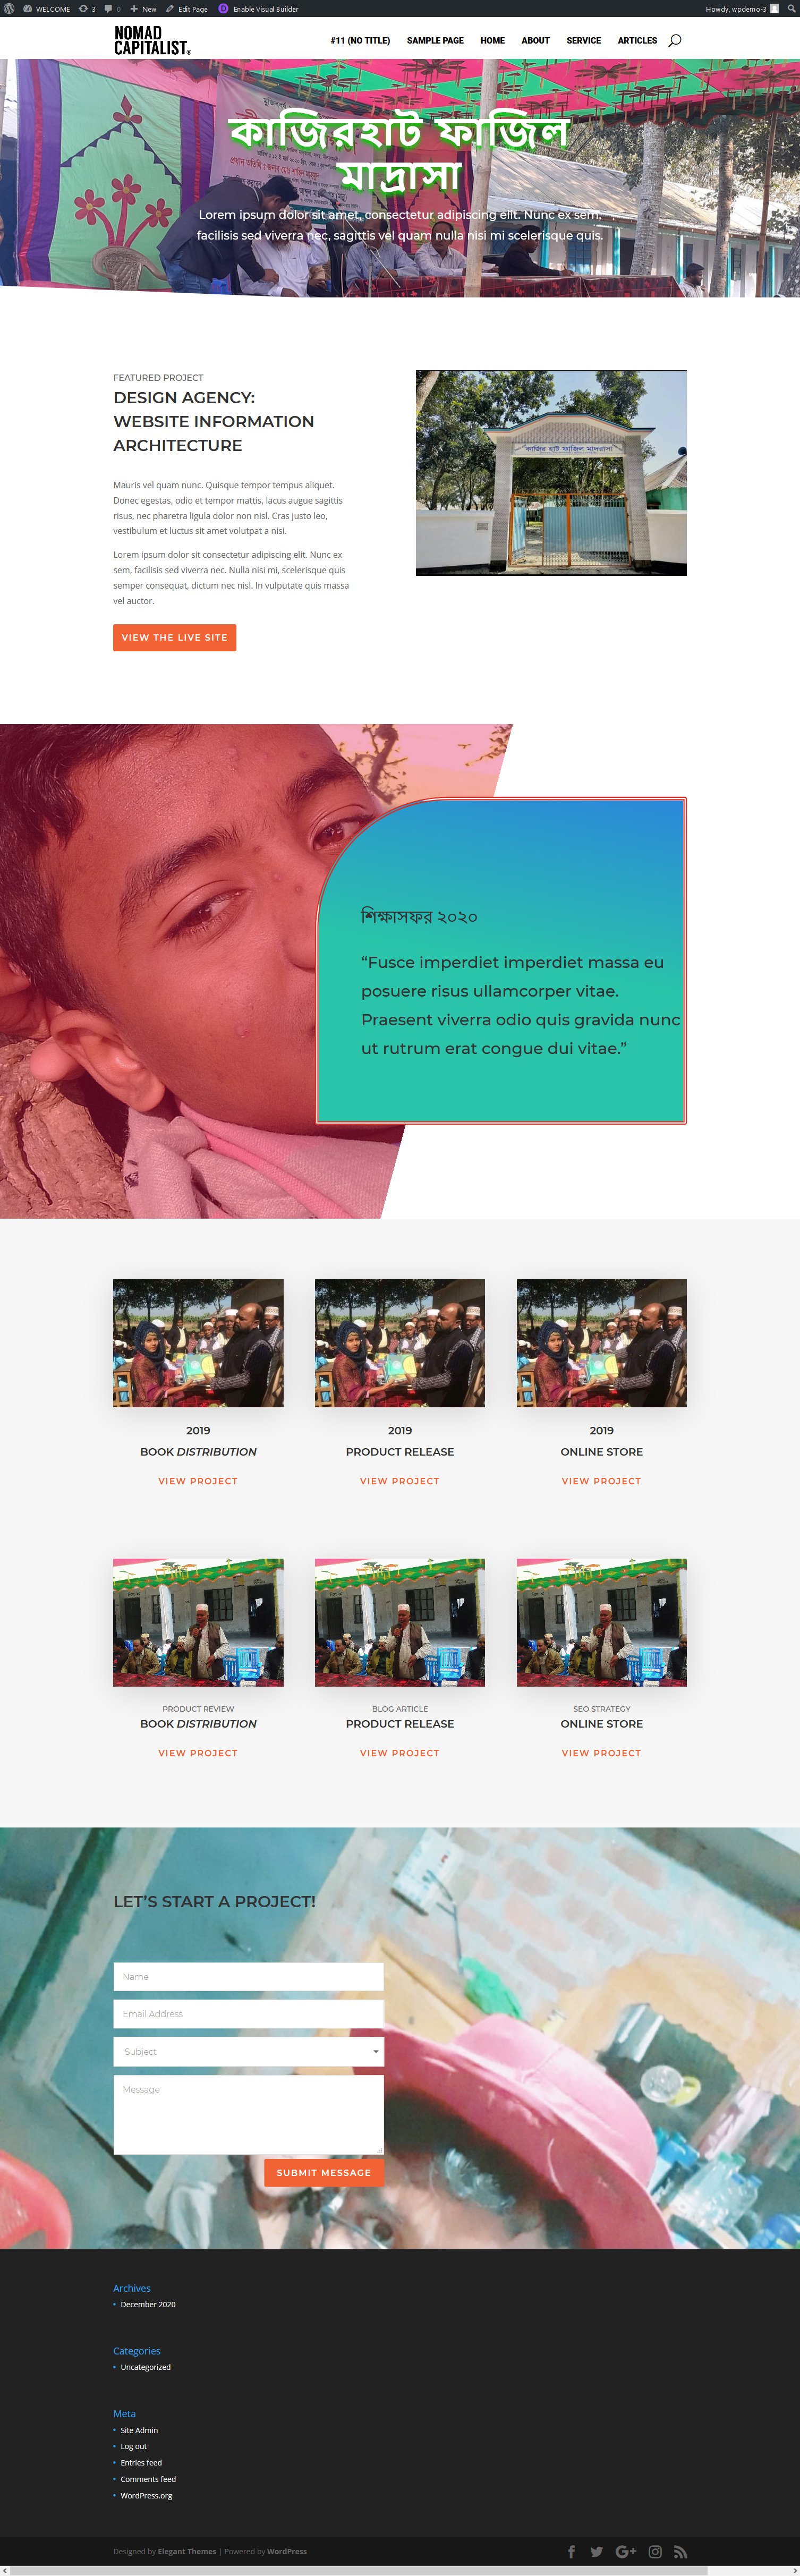 WELCOME 3 0 New Edit Page Enable Visual Builder Howdy, wpdemo-3
NOMAD
CAPITALIST®
#11 (NO TITLE) SAMPLE PAGE HOME ABOUT SERVICE ARTICLES
কাজিরহাট ফাজিল
মাদ্রাসা
Lorem ipsum dolor sit amet, consectetur adipiscing elit. Nunc ex sem,
facilisis sed viverra nec, sagittis vel quam nulla nisi mi scelerisque quis.
FEATURED PROJECT
DESIGN AGENCY:
WEBSITE INFORMATION
ARCHITECTURE
Mauris vel quam nunc. Quisque tempor tempus aliquet.
Donec egestas, odio et tempor mattis, lacus augue sagittis
risus, nec pharetra ligula dolor non nisl. Cras justo leo,
vestibulum et luctus sit amet volutpat a nisi.
Lorem ipsum dolor sit consectetur adipiscing elit. Nunc ex
sem, facilisis sed viverra nec. Nulla nisi mi, scelerisque quis
semper consequat, dictum nec nisl. In vulputate quis massa
vel auctor.
VIEW THE LIVE SITE
কাজির হাট ফাজিল মাদরাসা
শিক্ষাসফর ২০২০
“Fusce imperdiet imperdiet massa eu
posuere risus ullamcorper vitae.
Praesent viverra odio quis gravida nunc
ut rutrum erat congue dui vitae.”
2019
BOOK DISTRIBUTION
VIEW PROJECT
2019
PRODUCT RELEASE
VIEW PROJECT
2019
ONLINE STORE
VIEW PROJECT
PRODUCT REVIEW
BOOK DISTRIBUTION
VIEW PROJECT
BLOG ARTICLE
PRODUCT RELEASE
VIEW PROJECT
SEO STRATEGY
ONLINE STORE
VIEW PROJECT
LET’S START A PROJECT!
Name
Email Address
Subject
Message
SUBMIT MESSAGE
Archives
December 2020
Categories
Uncategorized
Meta
Site Admin
Log out
Entries feed
Comments feed
WordPress.org
Designed by Elegant Themes | Powered by WordPress